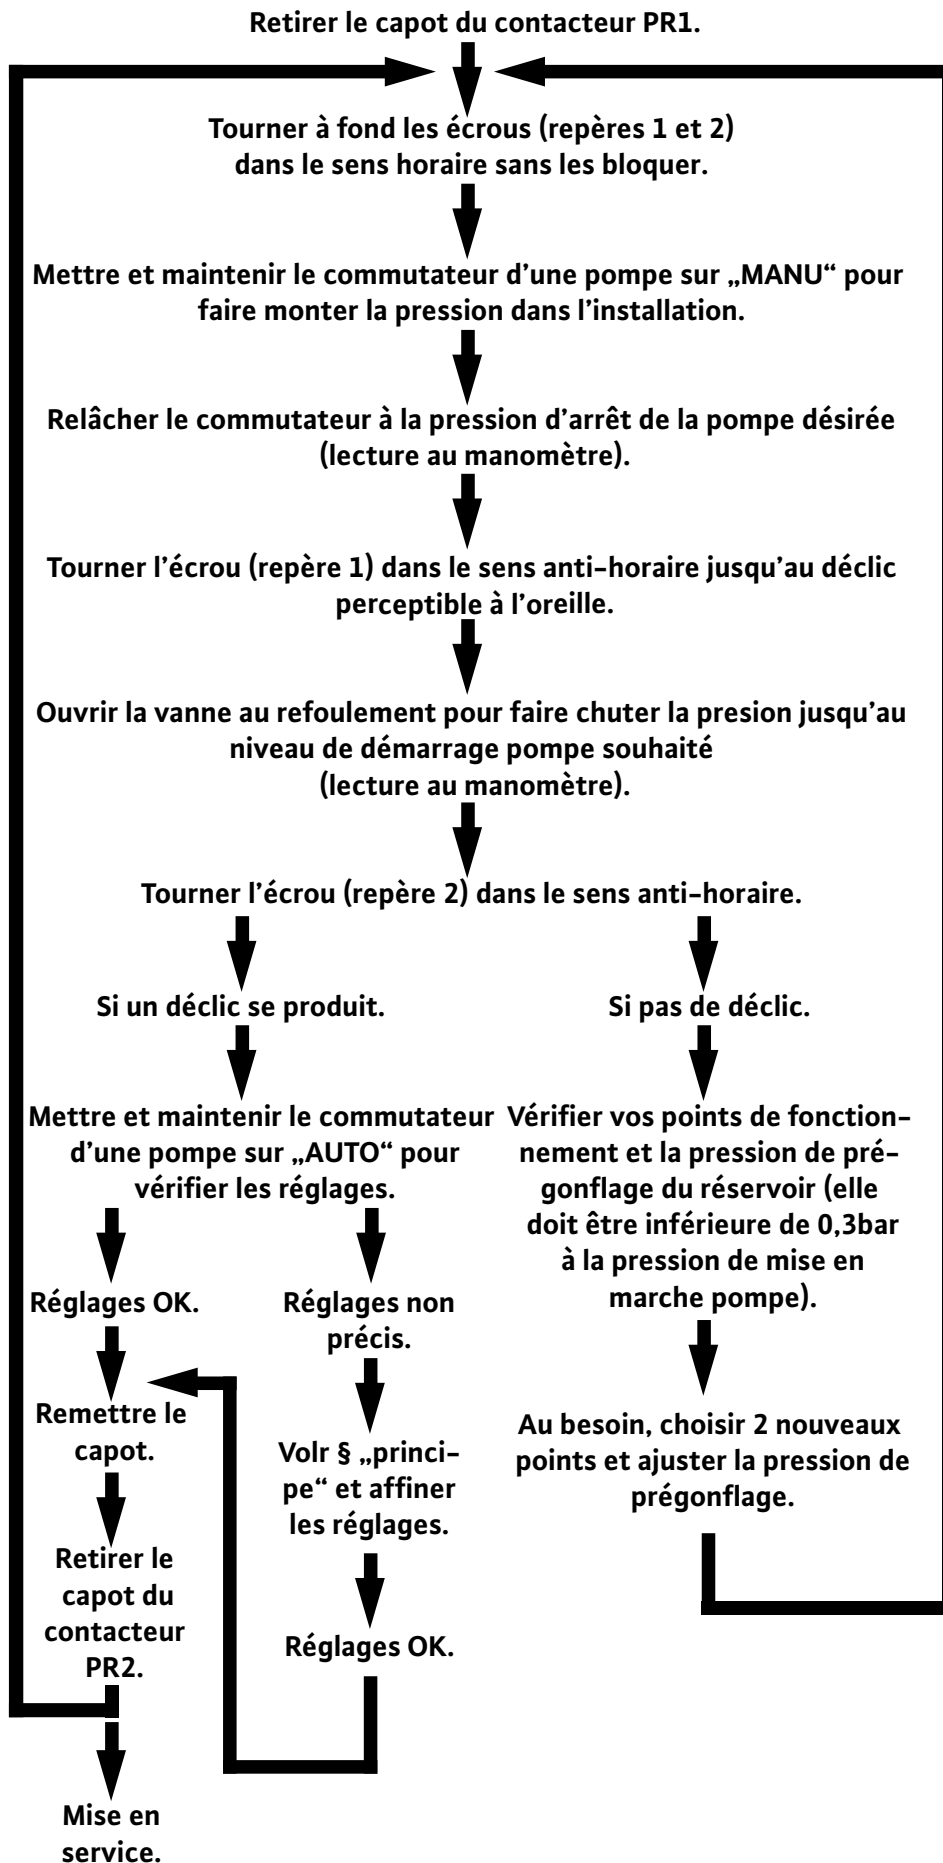 Retirer le capot du contacteur PR1.
Tourner à fond les écrous (repères 1 et 2)
dans le sens horaire sans les bloquer.
Mettre et maintenir le commutateur d'une pompe sur „MANU“ pour
faire monter la pression dans l'installation.
Relâcher le commutateur à la pression d'arrêt de la pompe désirée
(lecture au manomètre).
Tourner l'écrou (repère 1) dans le sens anti-horaire jusqu'au déclic
perceptible à l'oreille.
Ouvrir la vanne au refoulement pour faire chuter la presion jusqu'au
niveau de démarrage pompe souhaité
(lecture au manomètre).
Tourner l'écrou (repère 2) dans le sens anti-horaire.
Si un déclic se produit.
Mettre et maintenir le commutateur
d'une pompe sur „AUTO“ pour
vérifier les réglages.
Réglages OK.
Remettre le
capot.
Retirer le
capot du
contacteur
PR2.
Mise en
service.
Réglages non
précis.
Volr § „princi-
pe“ et affiner
les réglages.
Réglages OK.
Si pas de déclic.
Vérifier vos points de fonction-
nement et la pression de pré-
gonflage du réservoir (elle
doit être inférieure de 0,3bar
à la pression de mise en
marche pompe).
Au besoin, choisir 2 nouveaux
points et ajuster la pression de
prégonflage.